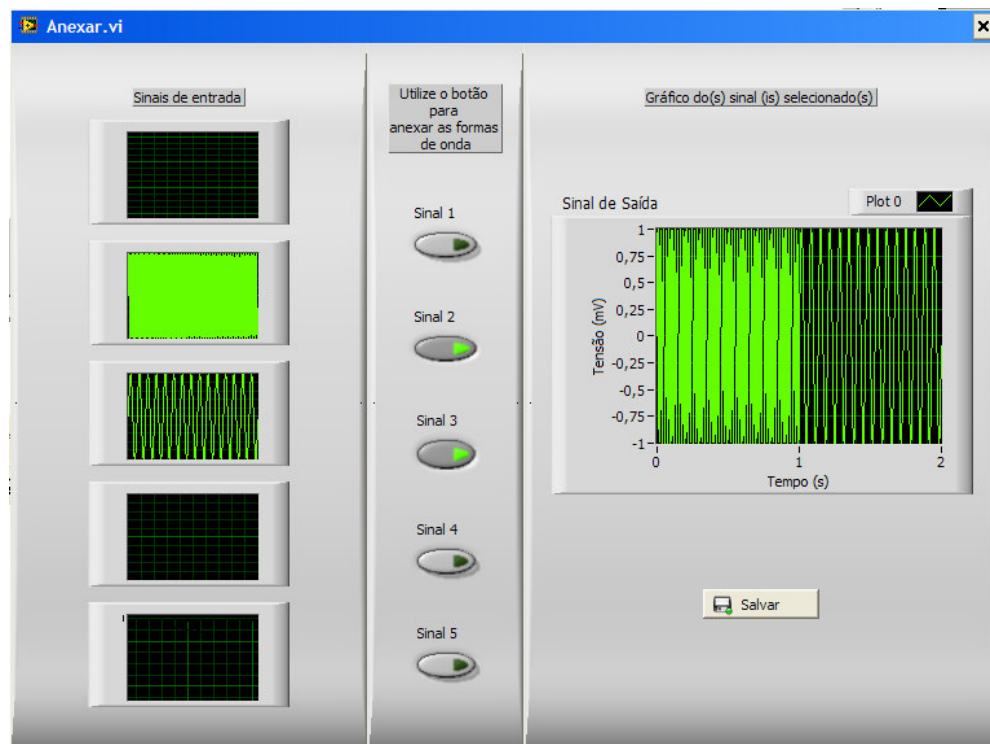 Anexar.vi
Sinais de entrada
Utilize o botão
para
anexar as formas
de onda
Sinal 1
Sinal 2
Sinal 3
Sinal 4
Sinal 5
Gráfico do(s) sinal (is) selecionado(s)
Sinal de Saída
Plot 0
Tensão (mV)
1
0,75
0,5
0,25
0
-0,25
-0,5
-0,75
-1
0
1
2
Tempo (s)
Salvar